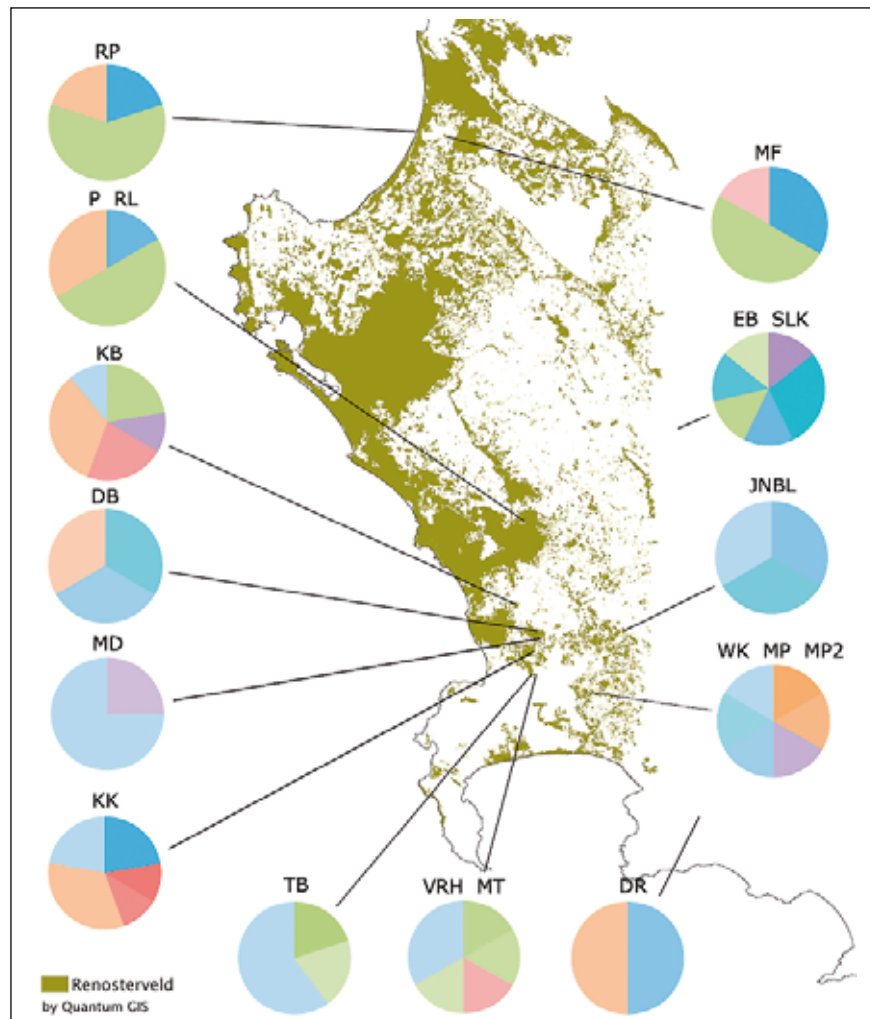 RP
MF
P RL
EB SLK
KB
JNBL
DB
WK MP MP2
MD
KK
TB
VRH MT
DR
Renosterveld
by Quantum GIS